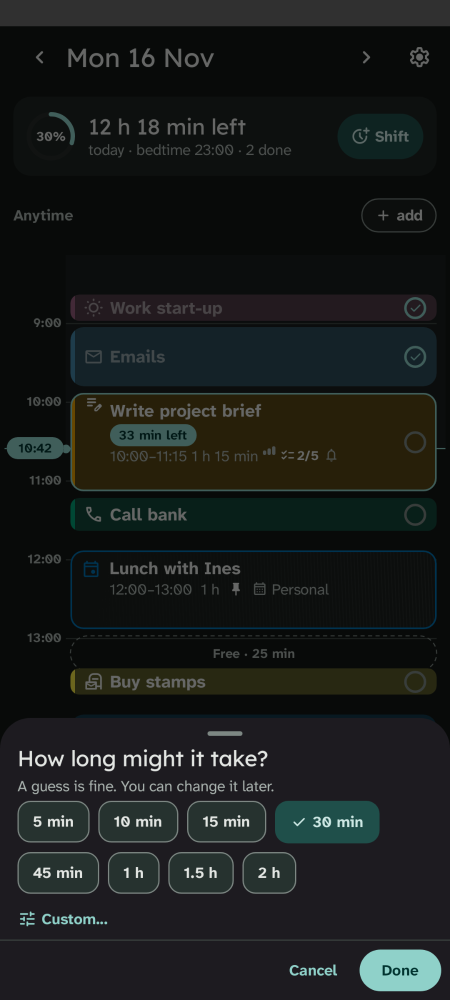 Mon 16 Nov
30%
12 h 18 min left
today · bedtime 23:00 · 2 done
Shift
Anytime
+ add
Work start-up
9:00
Emails
10:00
Write project brief
33 min left
10:42
10:00–11:15 1 h 15 min 2/5
11:00
Call bank
12:00
Lunch with Ines
12:00–13:00 1 h Personal
13:00
Free · 25 min
Buy stamps
How long might it take?
A guess is fine. You can change it later.
5 min 10 min 15 min 30 min
45 min 1 h 1.5 h 2 h
Custom...
Cancel Done